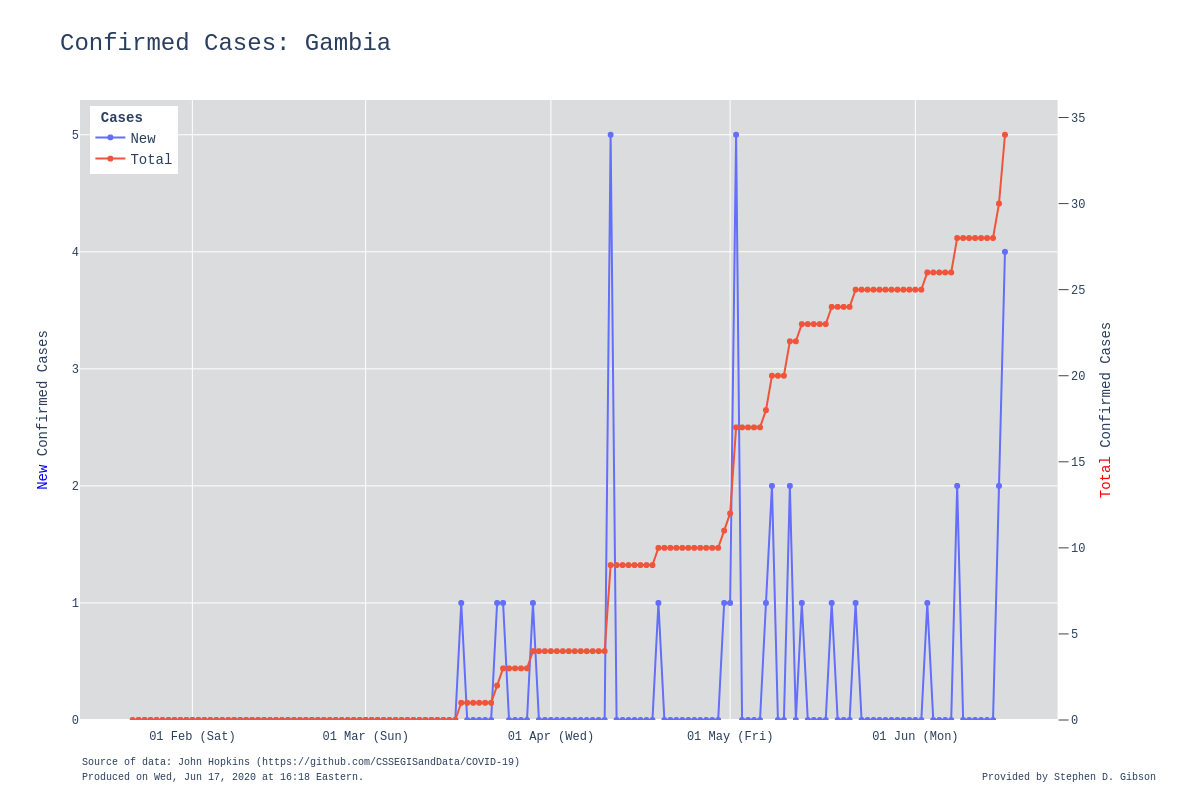 Confirmed Cases: Gambia
Cases
New
Total
5
4
3
2
1
0
35
30
25
20
15
10
5
0
New Confirmed Cases
Total Confirmed Cases
01 Feb (Sat)
01 Mar (Sun)
01 Apr (Wed)
01 May (Fri)
01 Jun (Mon)
Source of data: John Hopkins (https://github.com/CSSEGISandData/COVID-19)
Produced on Wed, Jun 17, 2020 at 16:18 Eastern.
Provided by Stephen D. Gibson